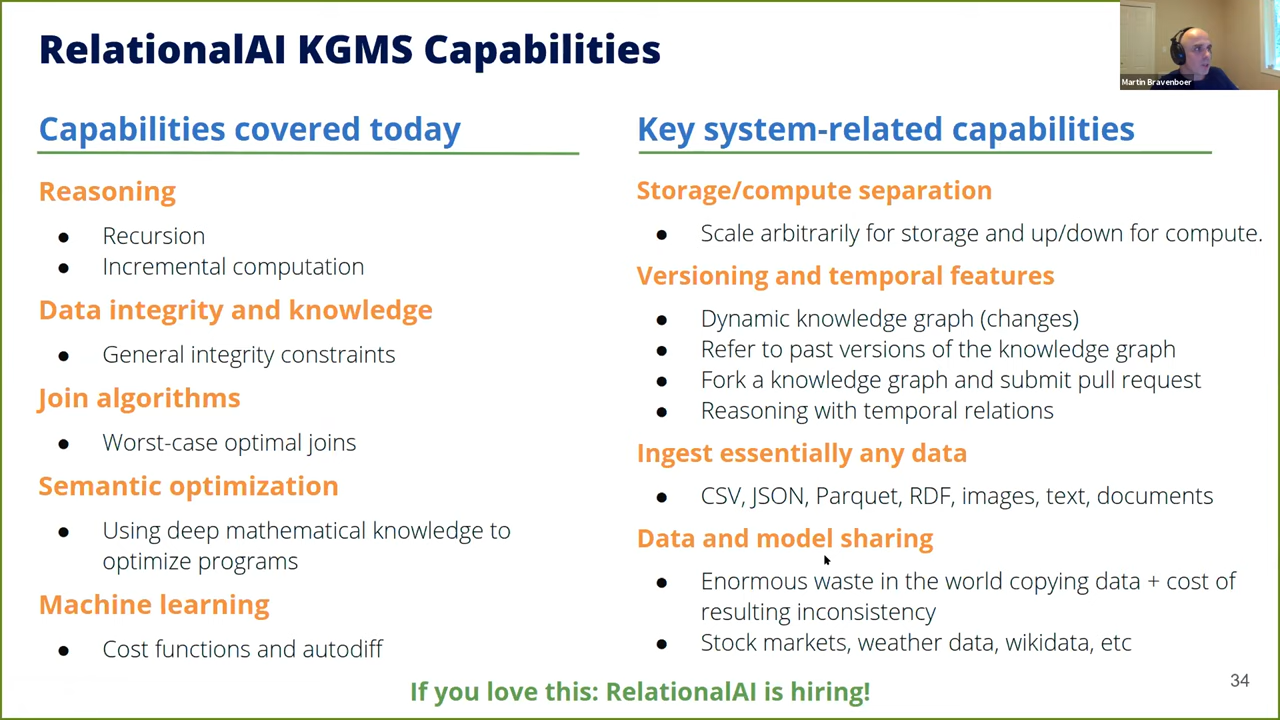 RelationalAI KGMS Capabilities
Martin Bravenboer
Capabilities covered today
Reasoning
● Recursion
● Incremental computation
Data integrity and knowledge
● General integrity constraints
Join algorithms
● Worst-case optimal joins
Semantic optimization
● Using deep mathematical knowledge to
optimize programs
Machine learning
● Cost functions and autodiff
Key system-related capabilities
Storage/compute separation
● Scale arbitrarily for storage and up/down for compute.
Versioning and temporal features
● Dynamic knowledge graph (changes)
● Refer to past versions of the knowledge graph
● Fork a knowledge graph and submit pull request
● Reasoning with temporal relations
Ingest essentially any data
● CSV, JSON, Parquet, RDF, images, text, documents
Data and model sharing
● Enormous waste in the world copying data + cost of
resulting inconsistency
● Stock markets, weather data, wikidata, etc
If you love this: RelationalAI is hiring!
34